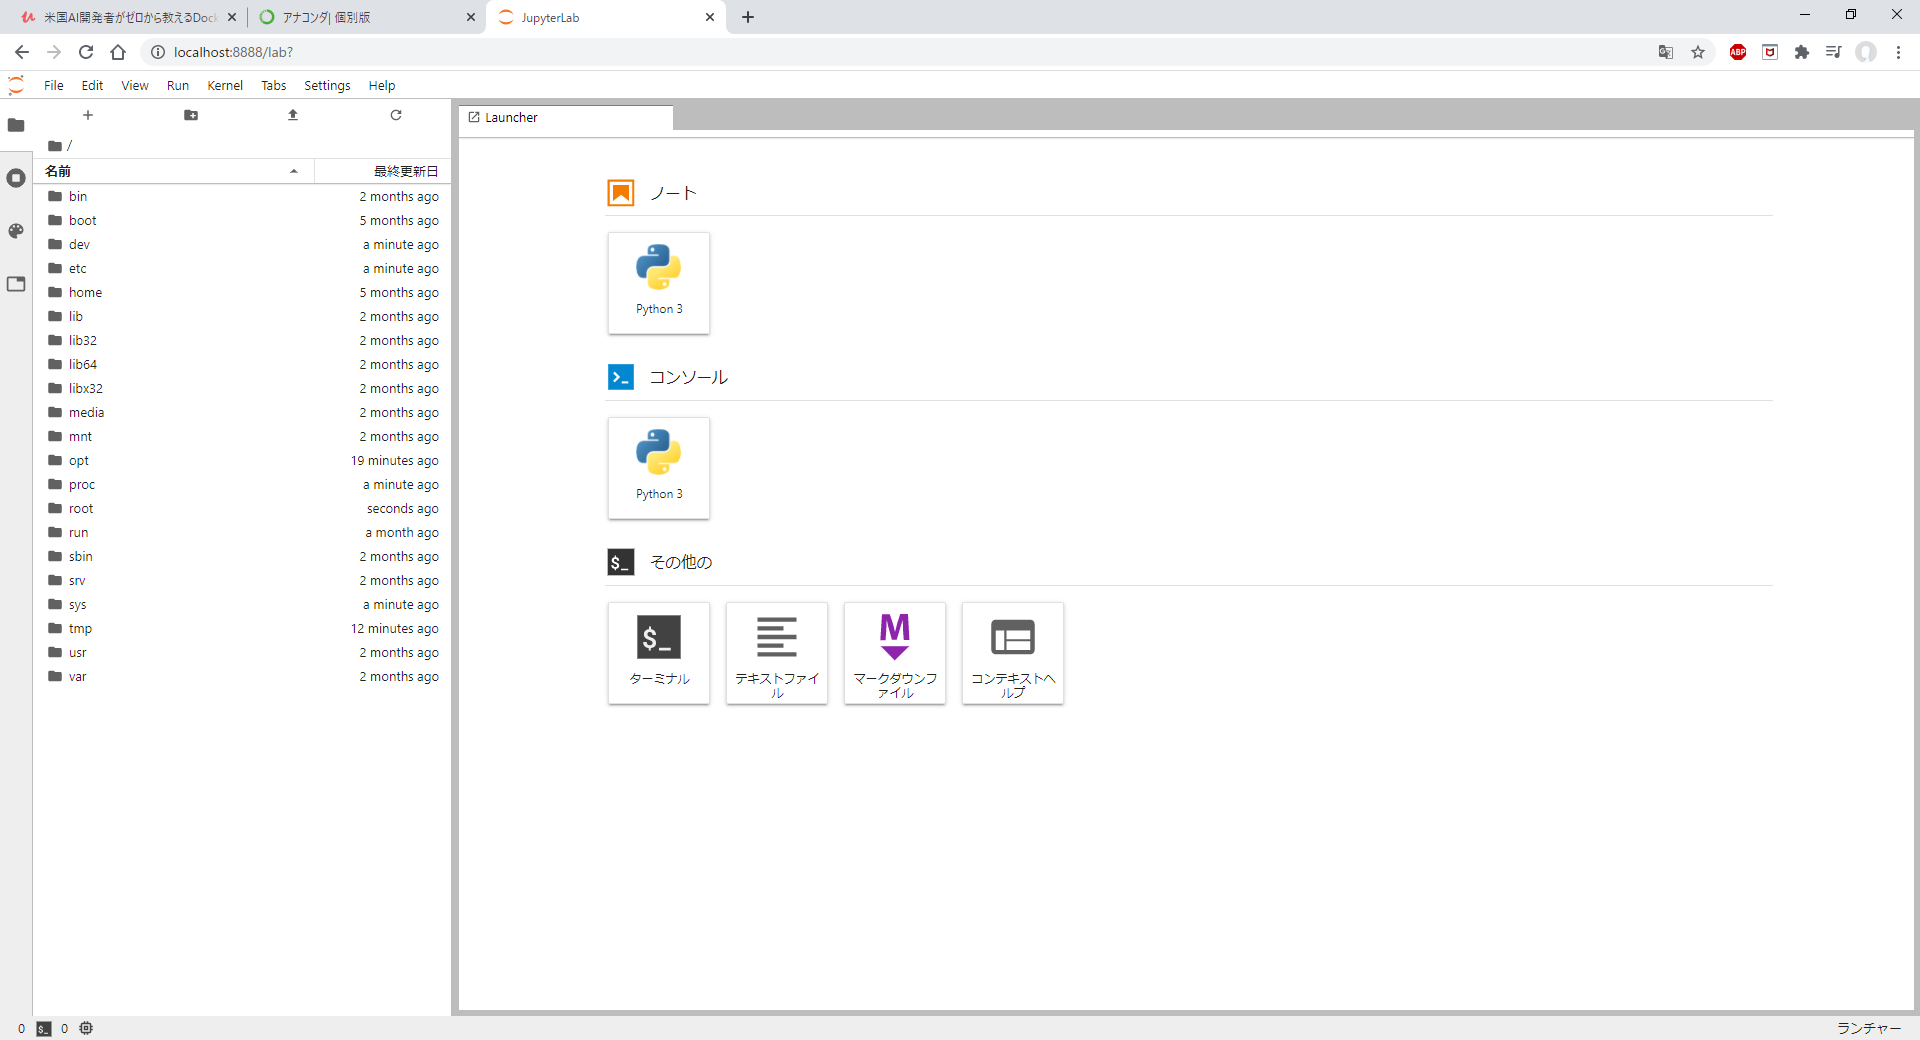 米国AI開発者がゼロから教えるDock
アナコンダ| 個別版
JupyterLab
localhost:8888/lab?
ABP
File Edit View Run Kernel Tabs Settings Help
Launcher
/
名前 最終更新日
bin 2 months ago
boot 5 months ago
dev a minute ago
etc a minute ago
home 5 months ago
lib 2 months ago
lib32 2 months ago
lib64 2 months ago
libx32 2 months ago
media 2 months ago
mnt 2 months ago
opt 19 minutes ago
proc a minute ago
root seconds ago
run a month ago
sbin 2 months ago
srv 2 months ago
sys a minute ago
tmp 12 minutes ago
usr 2 months ago
var 2 months ago
ノート
Python 3
コンソール
Python 3
$_ その他の
$_
ターミナル
テキストファイ
ル
M
マークダウンフ
ァイル
コンテキストヘ
ルプ
0 $_ 0
ランチャー